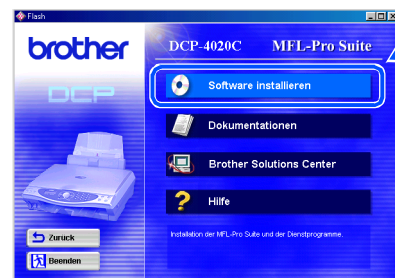 Flash
brother
DCP-4020C MFL-Pro Suite
DCP
Software installieren
Dokumentationen
Brother Solutions Center
Hilfe
Zurück
Installation der MFL-Pro Suite und der Dienstprogramme.
Beenden